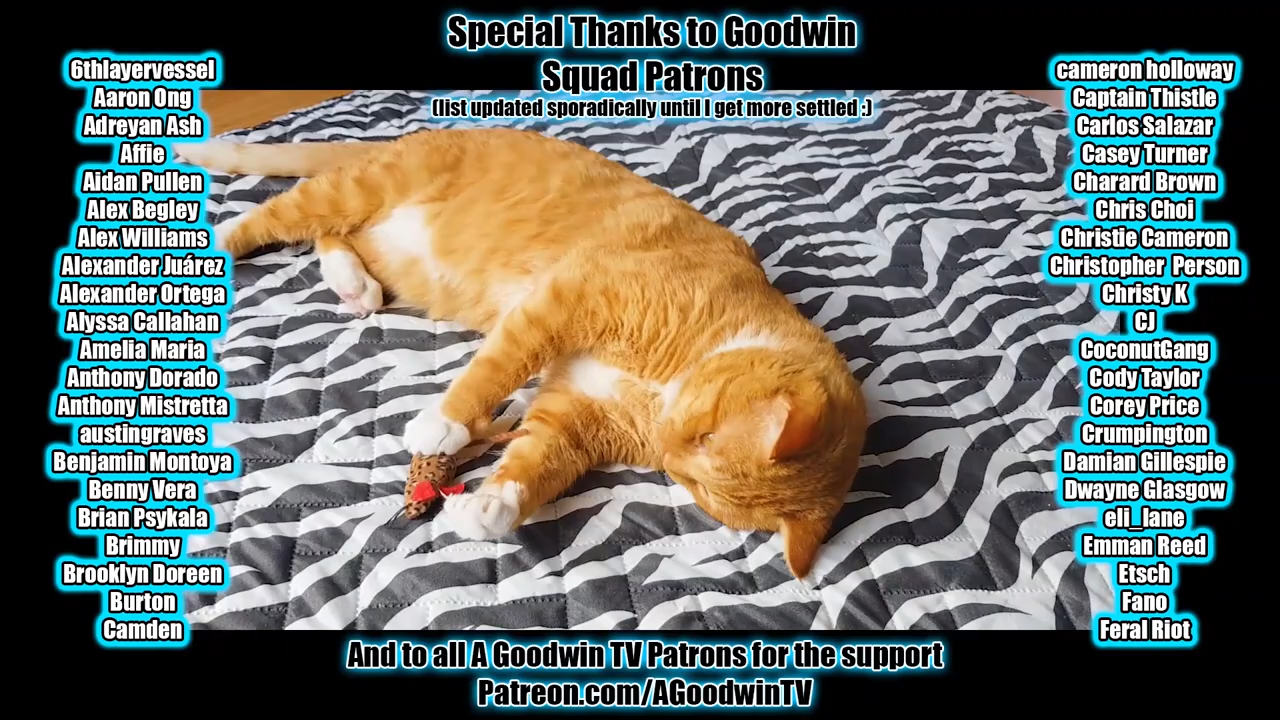 Special Thanks to Goodwin
Squad Patrons
(list updated sporadically until I get more settled :)
6thlayervessel
Aaron Ong
Adreyan Ash
Affie
Aidan Pullen
Alex Begley
Alex Williams
Alexander Juárez
Alexander Ortega
Alyssa Callahan
Amelia Maria
Anthony Dorado
Anthony Mistretta
austingraves
Benjamin Montoya
Benny Vera
Brian Psykala
Brimmy
Brooklyn Doreen
Burton
Camden
cameron holloway
Captain Thistle
Carlos Salazar
Casey Turner
Charard Brown
Chris Choi
Christie Cameron
Christopher Person
Christy K
CJ
CoconutGang
Cody Taylor
Corey Price
Crumpington
Damian Gillespie
Dwayne Glasgow
eli_lane
Emman Reed
Etsch
Fano
Feral Riot
And to all A Goodwin TV Patrons for the support
Patreon.com/AGoodwinTV